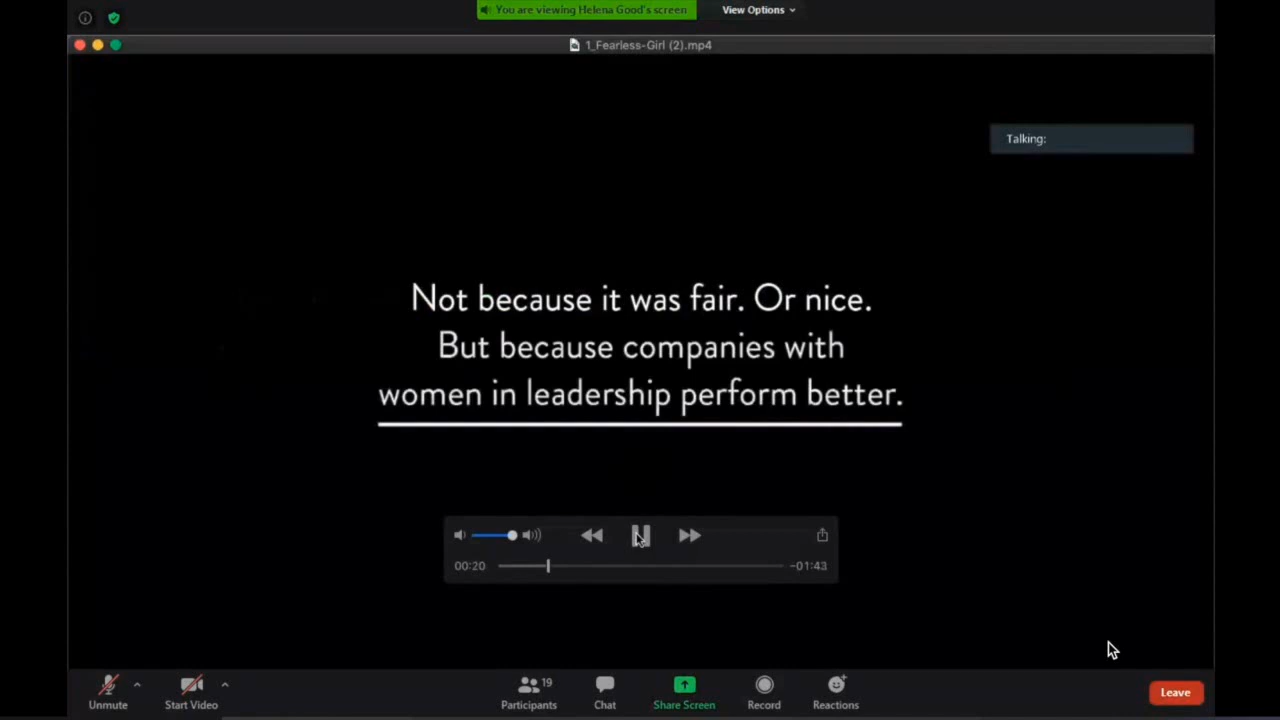 You are viewing Helena Good's screen
View Options
1_Fearless-Girl (2).mp4
Talking:
Not because it was fair. Or nice.
But because companies with
women in leadership perform better.
00:20
-01:43
Unmute
Start Video
Participants
19
Chat
Share Screen
Record
Reactions
Leave